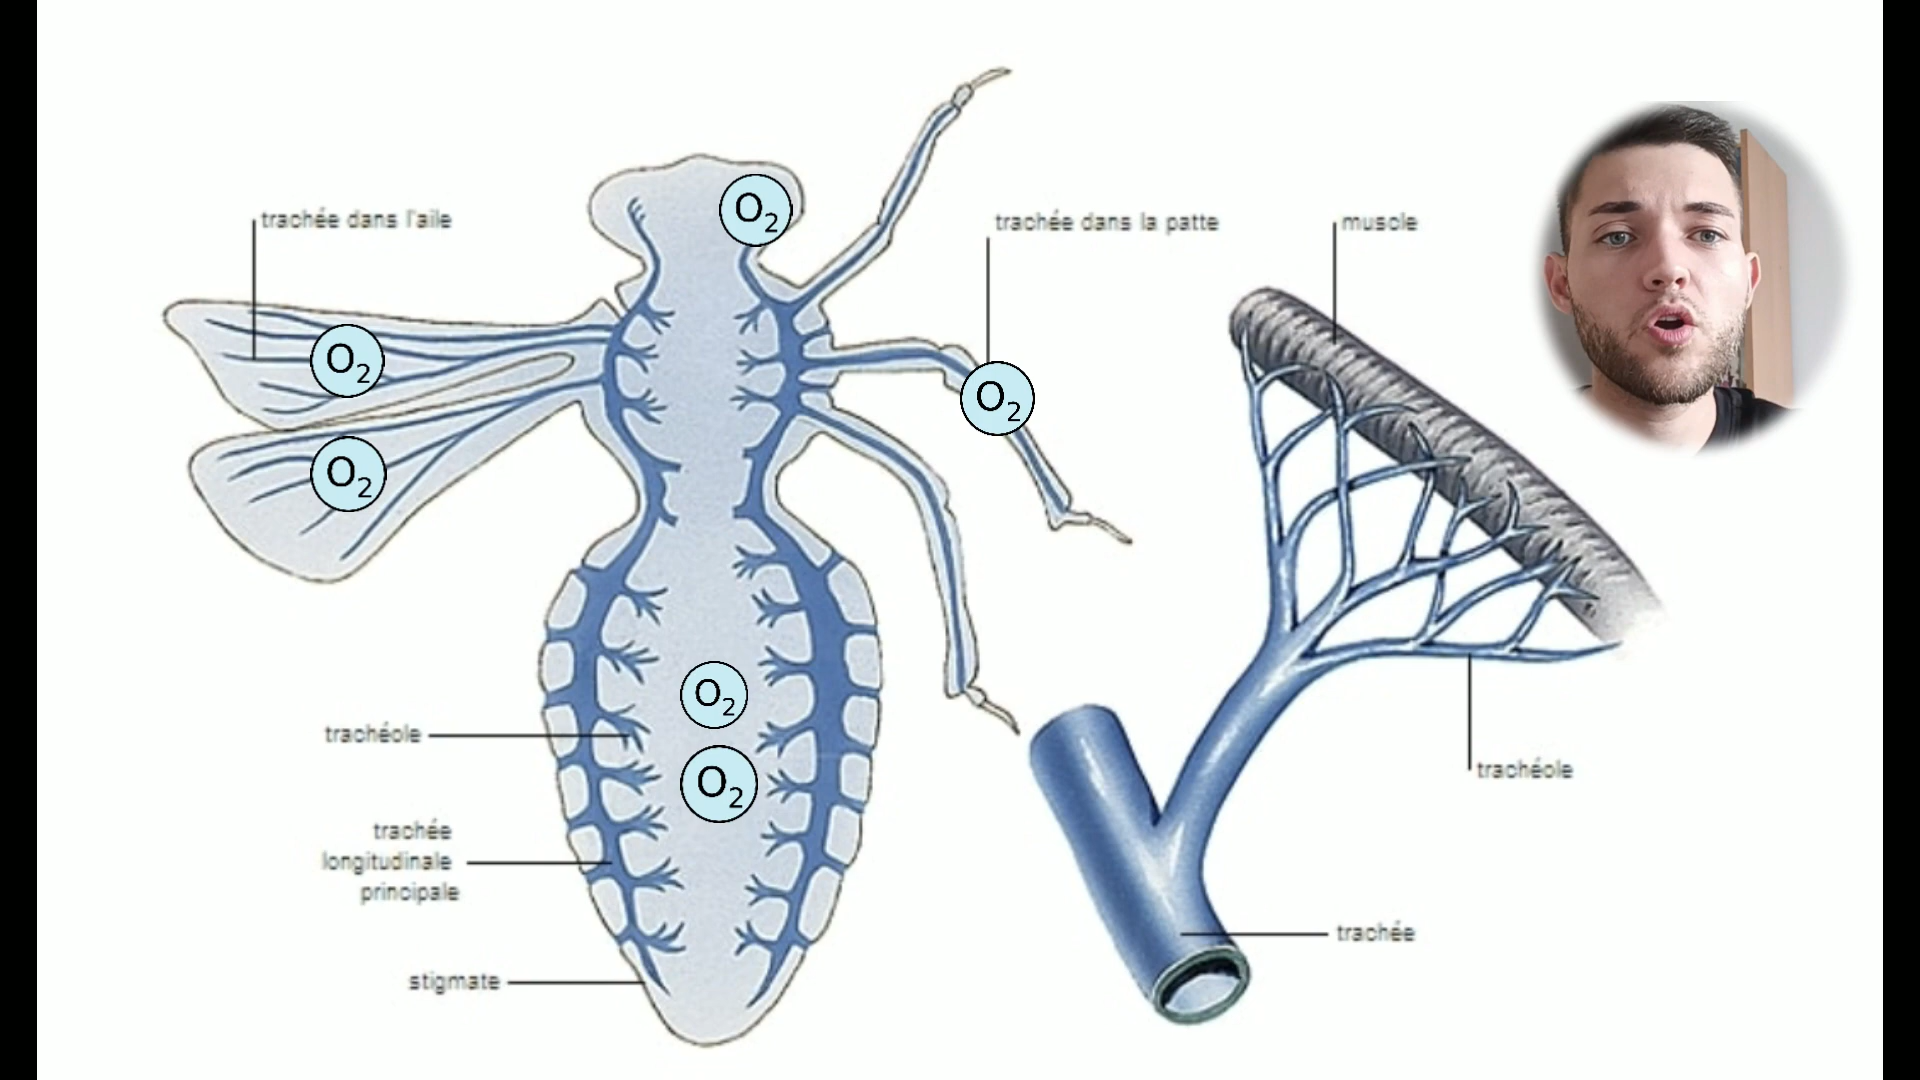 trachée dans l'aile
trachée dans la patte
muscle
O2
O2
O2
O2
O2
O2
trachéole
trachée
longitudinale
principale
stigmate
trachéole
trachée